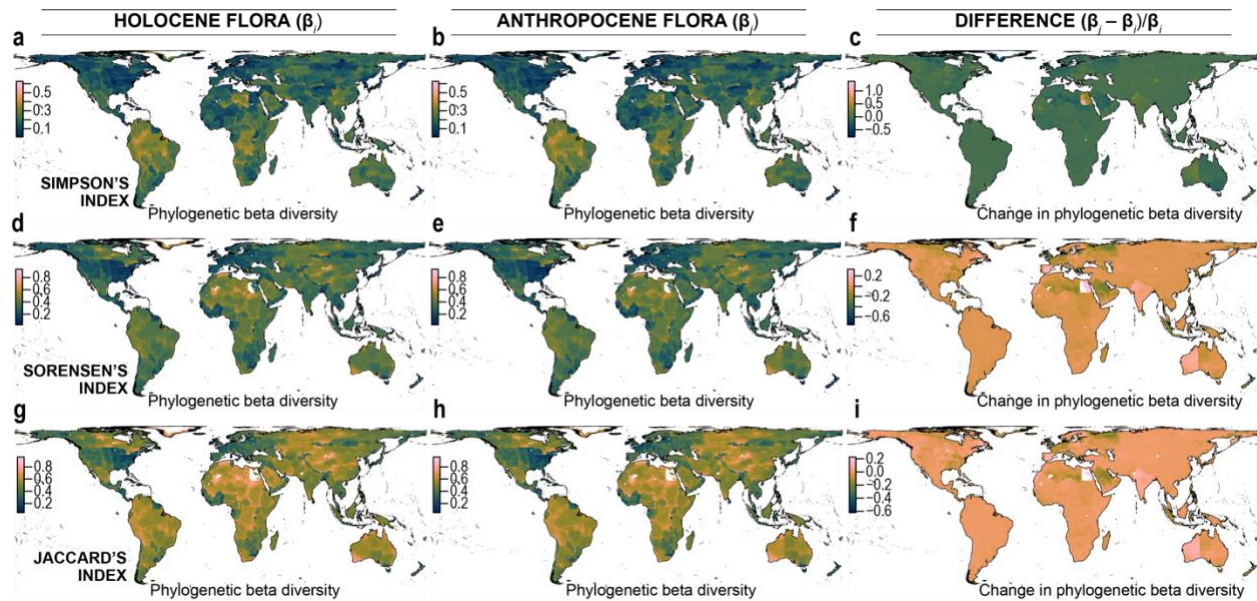 HOLOCENE FLORA (βi)
ANTHROPOCENE FLORA (βj)
DIFFERENCE (βj – βi)/βi
a
b
c
0.5
0.3
0.1
0.5
0.3
0.1
1.0
0.5
0.0
−0.5
SIMPSON'S
INDEX
Phylogenetic beta diversity
Phylogenetic beta diversity
Change in phylogenetic beta diversity
d
e
f
0.8
0.6
0.4
0.2
0.8
0.6
0.4
0.2
0.2
−0.2
−0.6
SORENSEN'S
INDEX
Phylogenetic beta diversity
Phylogenetic beta diversity
Change in phylogenetic beta diversity
g
h
i
0.8
0.6
0.4
0.2
0.8
0.6
0.4
0.2
0.2
0.0
−0.2
−0.4
−0.6
JACCARD'S
INDEX
Phylogenetic beta diversity
Phylogenetic beta diversity
Change in phylogenetic beta diversity